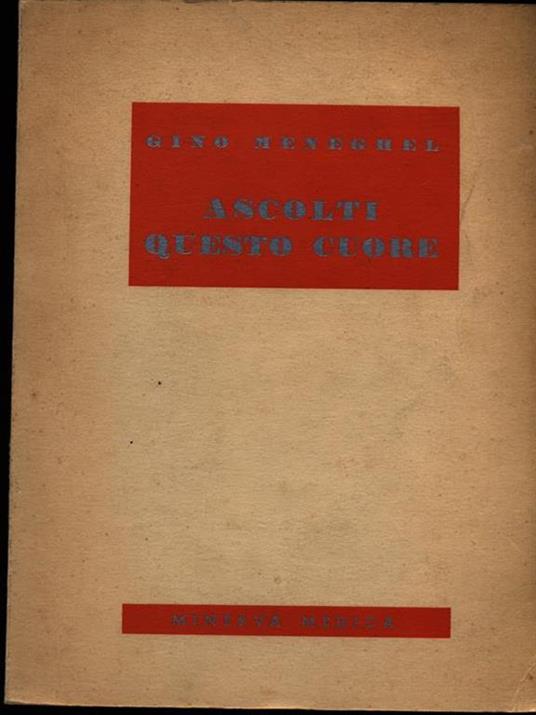 GINO MENEGHEL
ASCOLTI
QUESTO CUORE
MINERVA MEDICA